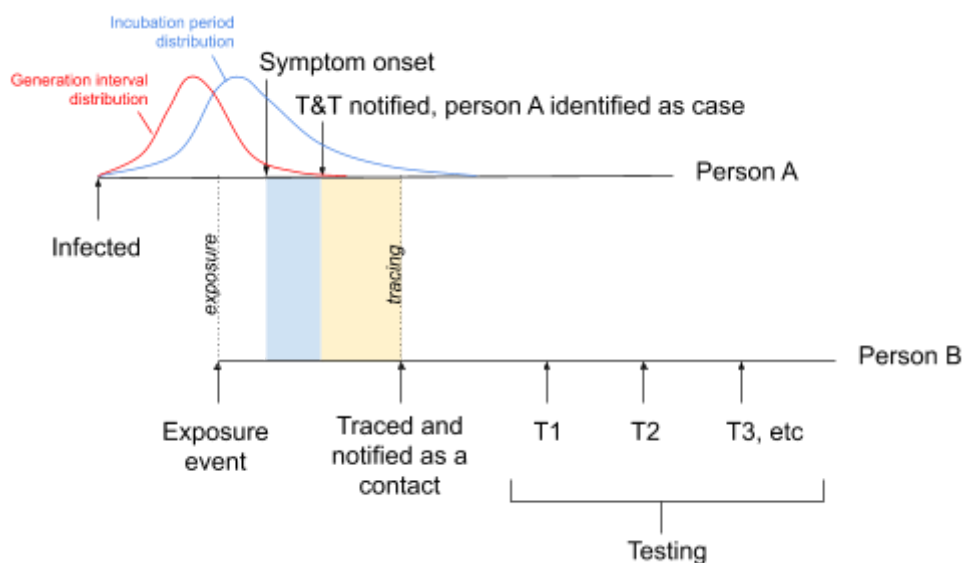 Incubation period
distribution
Generation interval
distribution
Symptom onset
T&T notified, person A identified as case
Person A
Infected
exposure
tracing
Person B
Exposure
event
Traced and
notified as a
contact
T1
T2
T3, etc
Testing